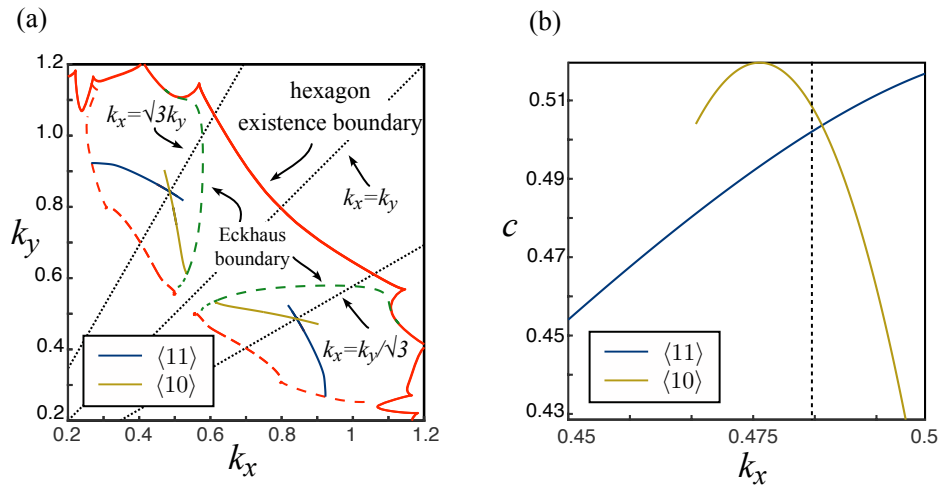 (a)
1.2
1.0
0.8
0.6
0.4
0.2
0.2
0.4
0.6
0.8
1
1.2
k_y
k_x
k_x=√3k_y
hexagon
existence boundary
k_x=k_y
Eckhaus
boundary
k_x=k_y/√3
⟨11⟩
⟨10⟩
(b)
0.51
0.49
0.47
0.45
0.43
0.45
0.475
0.5
c
k_x
⟨11⟩
⟨10⟩